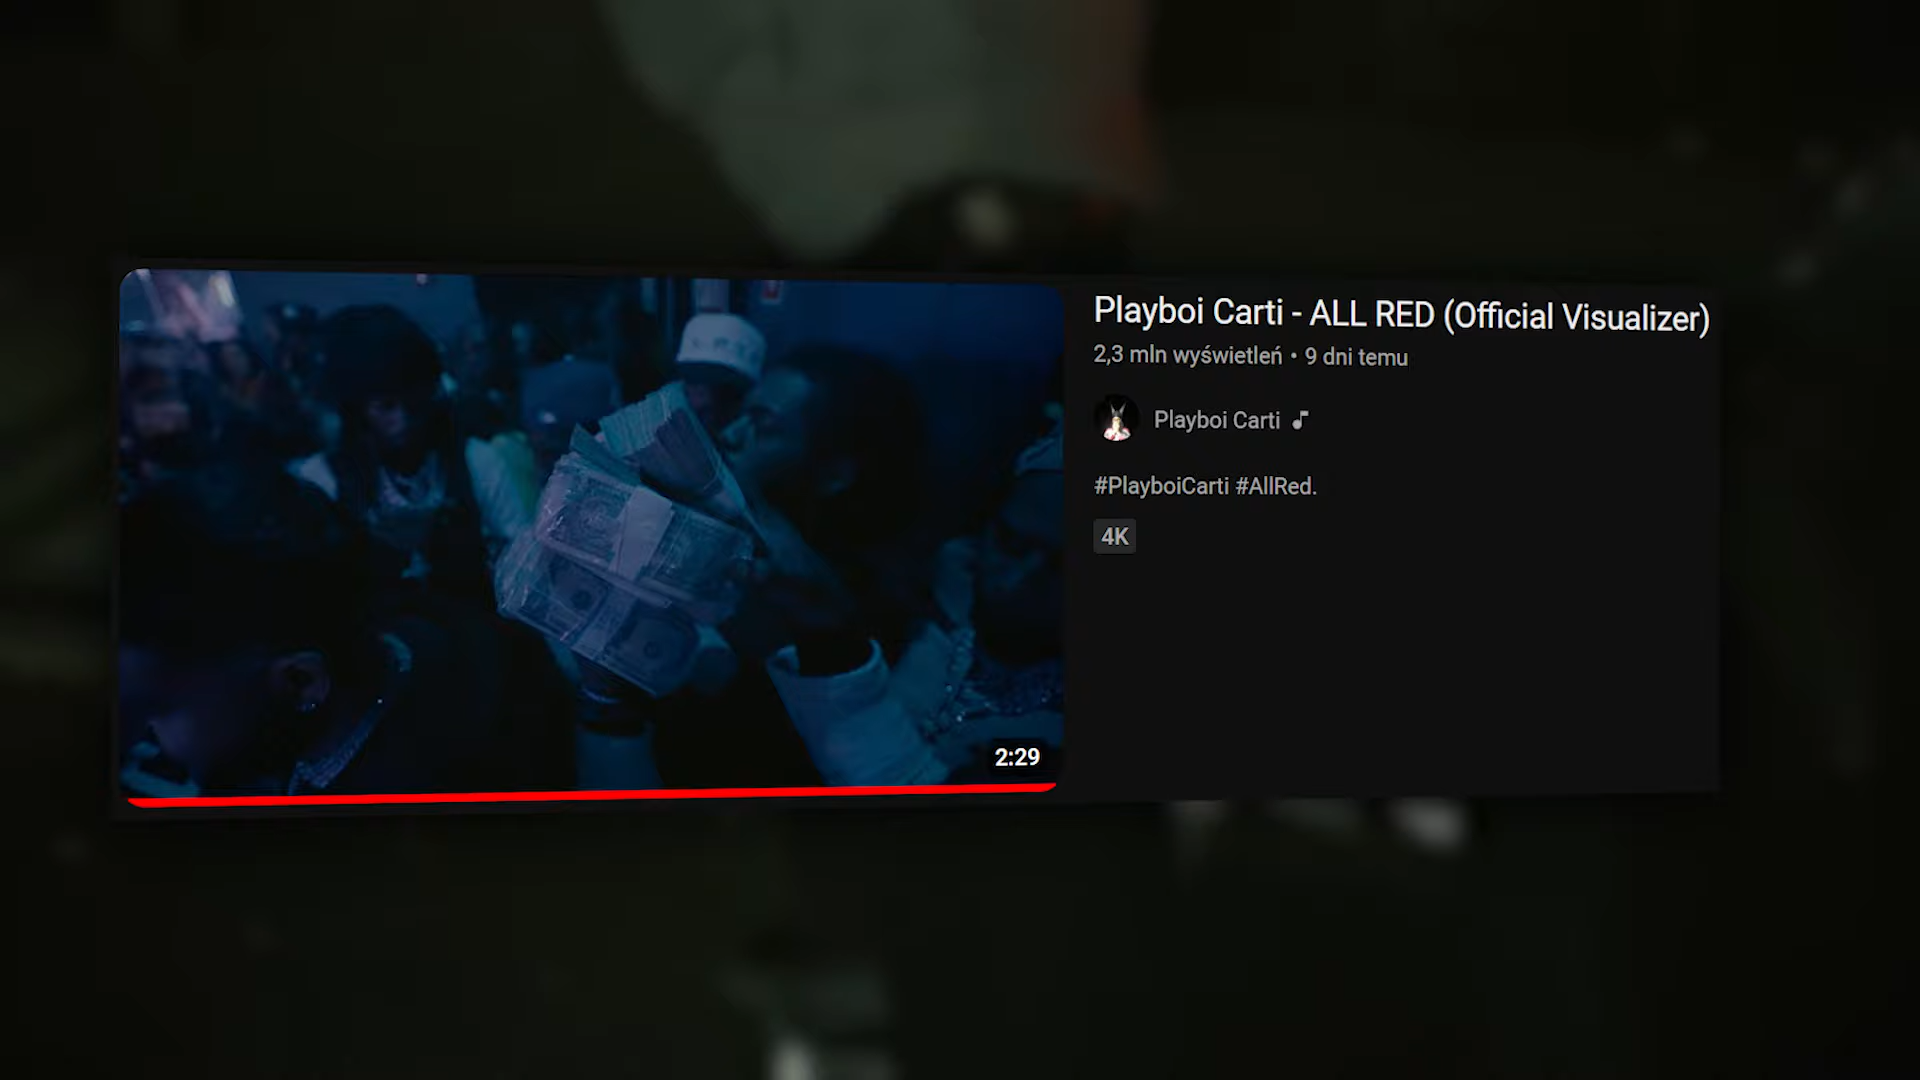 Playboi Carti - ALL RED (Official Visualizer)
2,3 mln wyświetleń • 9 dni temu
Playboi Carti
#PlayboiCarti #AllRed.
4K
2:29